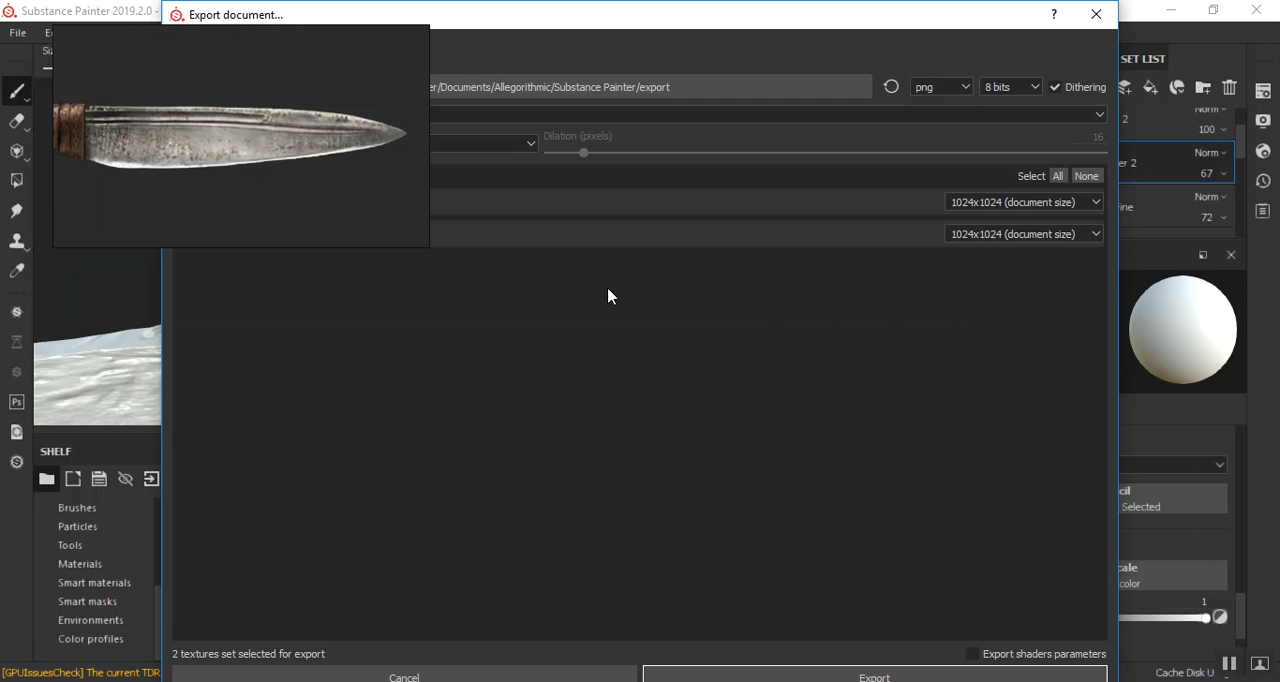 Substance Painter 2019.2.0 -
Export document...
?
File
SET LIST
er/Documents/Allegorithmic/Substance Painter/export
png
8 bits
Dithering
Norm
2
100
Dilation (pixels)
16
Norm
er 2
67
Select All None
1024x1024 (document size)
Norm
ine
72
1024x1024 (document size)
Ps
SHELF
Brushes
Particles
Tools
Materials
Smart materials
Smart masks
Environments
Color profiles
cil
Selected
cale
color
1
2 textures set selected for export
Export shaders parameters
[GPUIssuesCheck] The current TDR
Cancel
Export
Cache Disk U